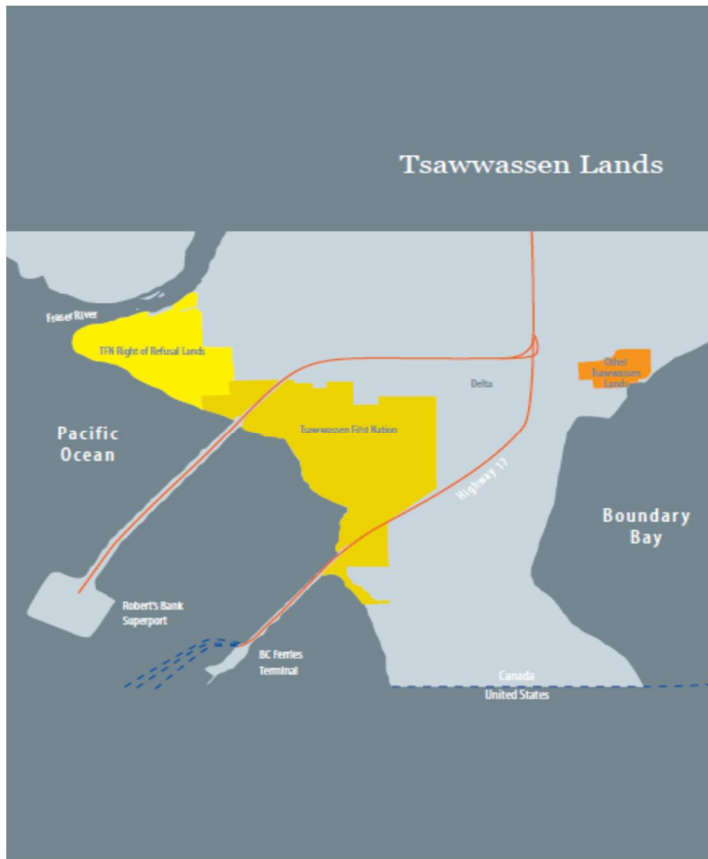 Tsawwassen Lands
Fraser River
TFN Right of Refusal Lands
Other
Tsawwassen
Lands
Delta
Pacific
Ocean
Tsawwassen First Nation
Highway 17
Boundary
Bay
Robert's Bank
Superport
BC Ferries
Terminal
Canada
United States